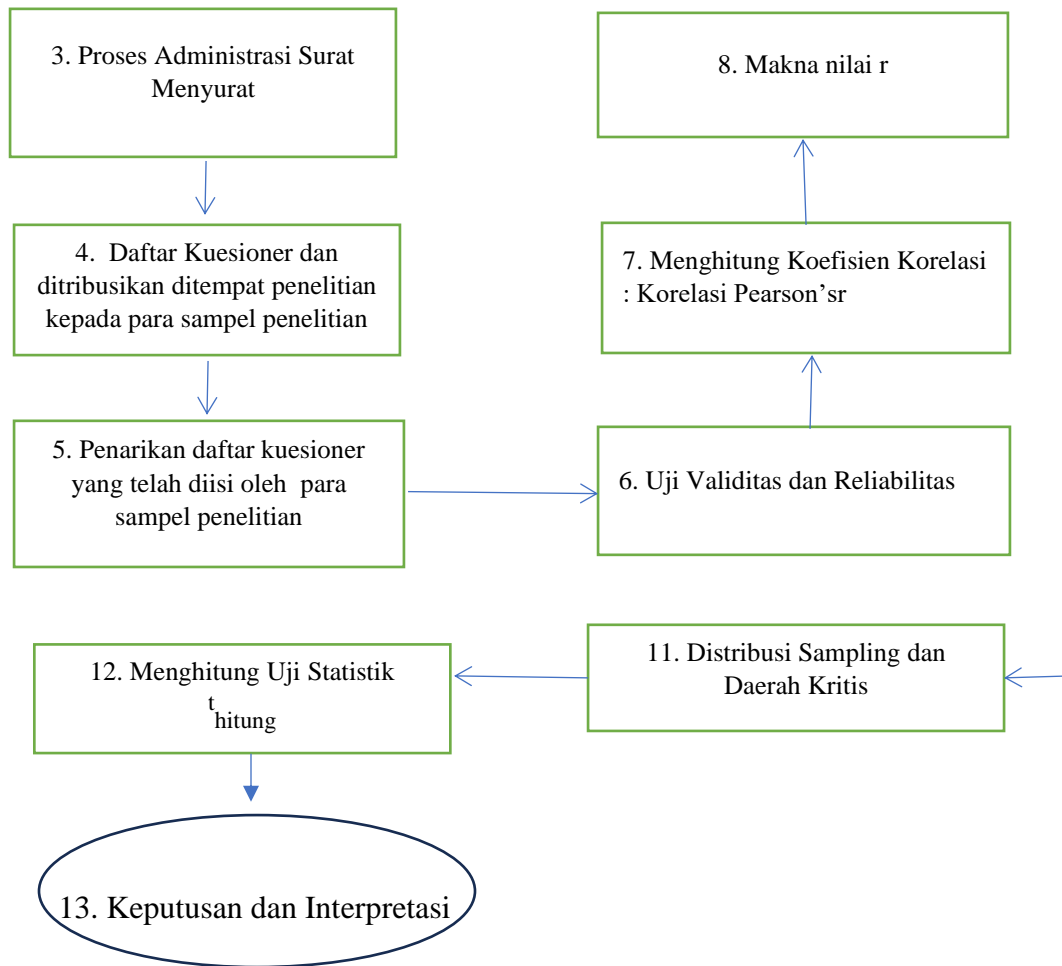 3. Proses Administrasi Surat
Menyurat
4. Daftar Kuesioner dan
ditribusikan ditempat penelitian
kepada para sampel penelitian
5. Penarikan daftar kuesioner
yang telah diisi oleh para
sampel penelitian
6. Uji Validitas dan Reliabilitas
7. Menghitung Koefisien Korelasi
: Korelasi Pearson’sr
8. Makna nilai r
11. Distribusi Sampling dan
Daerah Kritis
12. Menghitung Uji Statistik
t hitung
13. Keputusan dan Interpretasi